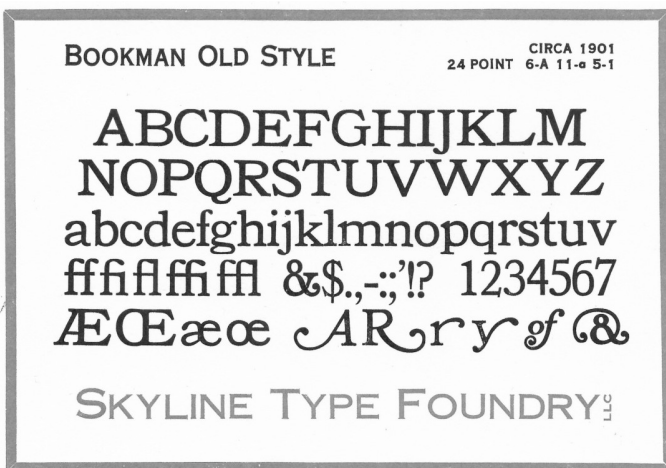 BOOKMAN OLD STYLE
CIRCA 1901
24 POINT 6-A 11-a 5-1
ABCDEFGHIJKLM
NOPQRSTUVWXYZ
abcdefghijklmnopqrstuv
ff fi fl ffi ffl &$.,-:;'!? 1234567
ÆŒæœ ARry of &
SKYLINE TYPE FOUNDRY LLC